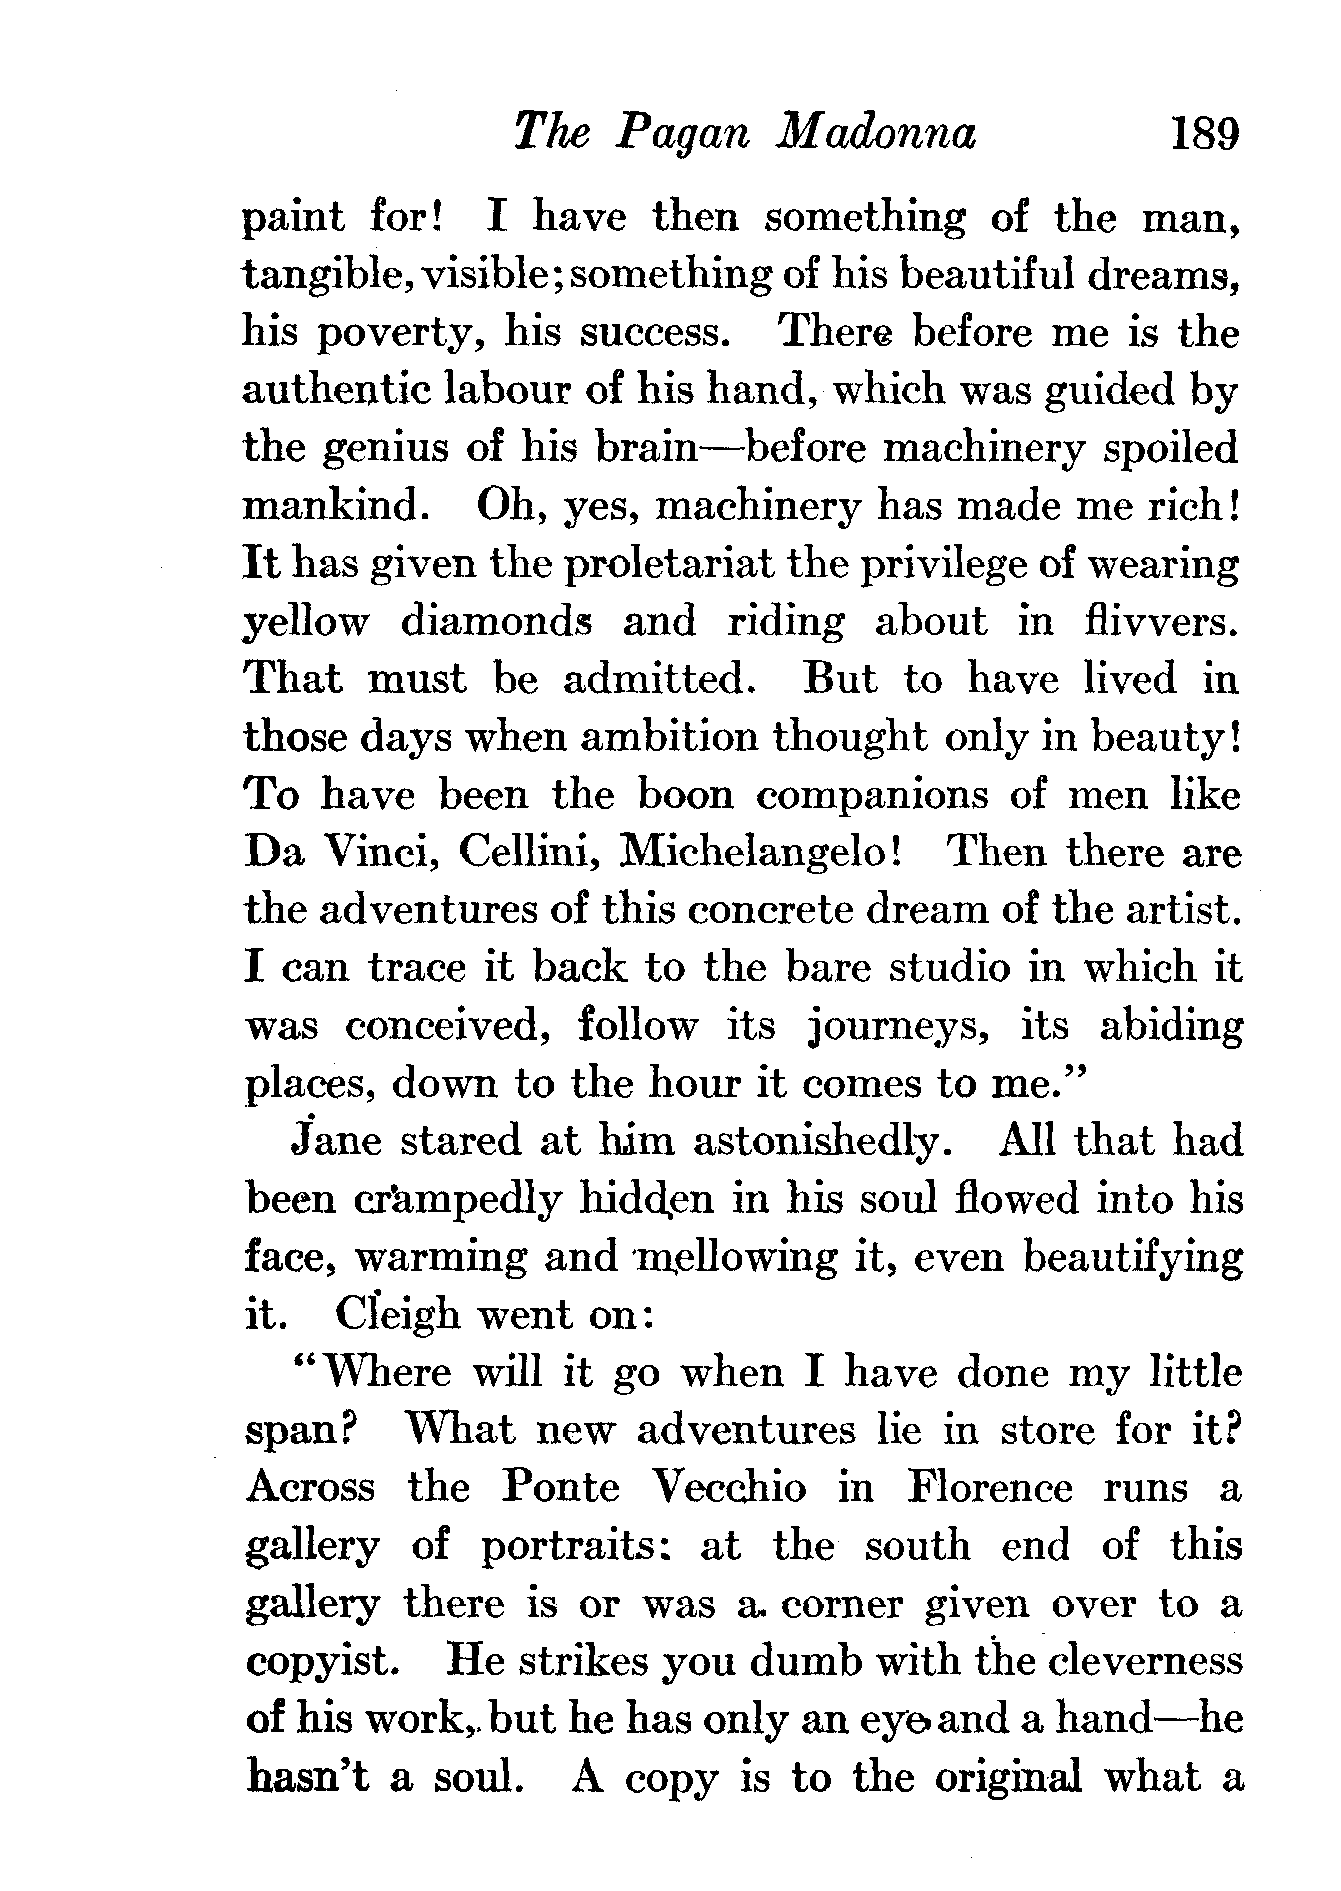 The Pagan Madonna 189
paint for! I have then something of the man,
tangible, visible; something of his beautiful dreams,
his poverty, his success. There before me is the
authentic labour of his hand, which was guided by
the genius of his brain—before machinery spoiled
mankind. Oh, yes, machinery has made me rich!
It has given the proletariat the privilege of wearing
yellow diamonds and riding about in flivvers.
That must be admitted. But to have lived in
those days when ambition thought only in beauty!
To have been the boon companions of men like
Da Vinci, Cellini, Michelangelo! Then there are
the adventures of this concrete dream of the artist.
I can trace it back to the bare studio in which it
was conceived, follow its journeys, its abiding
places, down to the hour it comes to me.”
Jane stared at him astonishedly. All that had
been crampedly hidden in his soul flowed into his
face, warming and mellowing it, even beautifying
it. Cleigh went on:
“Where will it go when I have done my little
span? What new adventures lie in store for it?
Across the Ponte Vecchio in Florence runs a
gallery of portraits: at the south end of this
gallery there is or was a corner given over to a
copyist. He strikes you dumb with the cleverness
of his work, but he has only an eye and a hand—he
hasn’t a soul. A copy is to the original what a